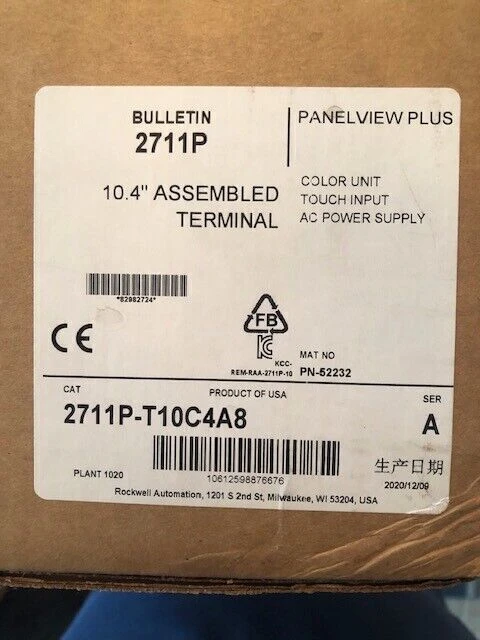 BULLETIN
2711P
PANELVIEW PLUS
10.4" ASSEMBLED
TERMINAL
COLOR UNIT
TOUCH INPUT
AC POWER SUPPLY
*82982724*
FB
CE
KCC-
REM-RAA-2711P-10
MAT NO
PN-52232
CAT
PRODUCT OF USA
SER
2711P-T10C4A8
A
PLANT 1020
10612598876676
生产日期
2020/12/09
Rockwell Automation, 1201 S 2nd St, Milwaukee, WI 53204, USA